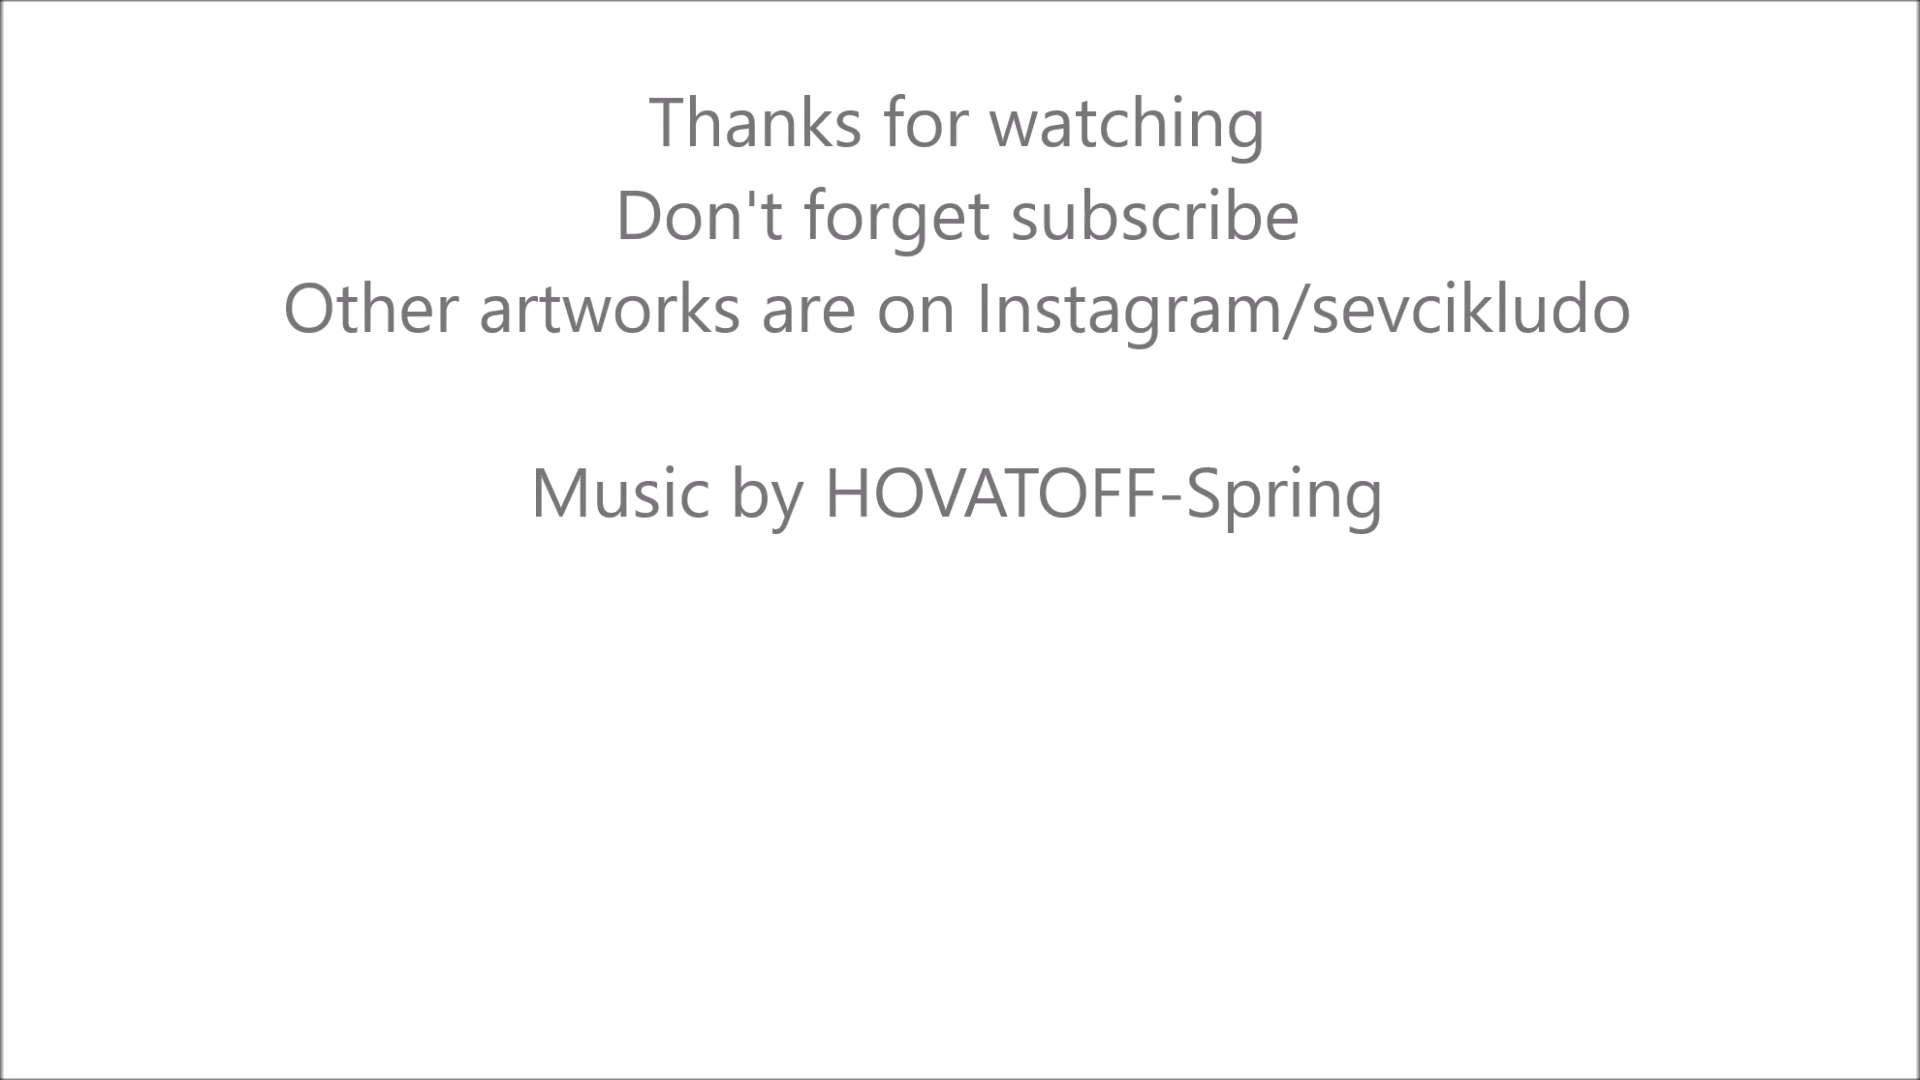 Thanks for watching
Don't forget subscribe
Other artworks are on Instagram/sevcikludo
Music by HOVATOFF-Spring